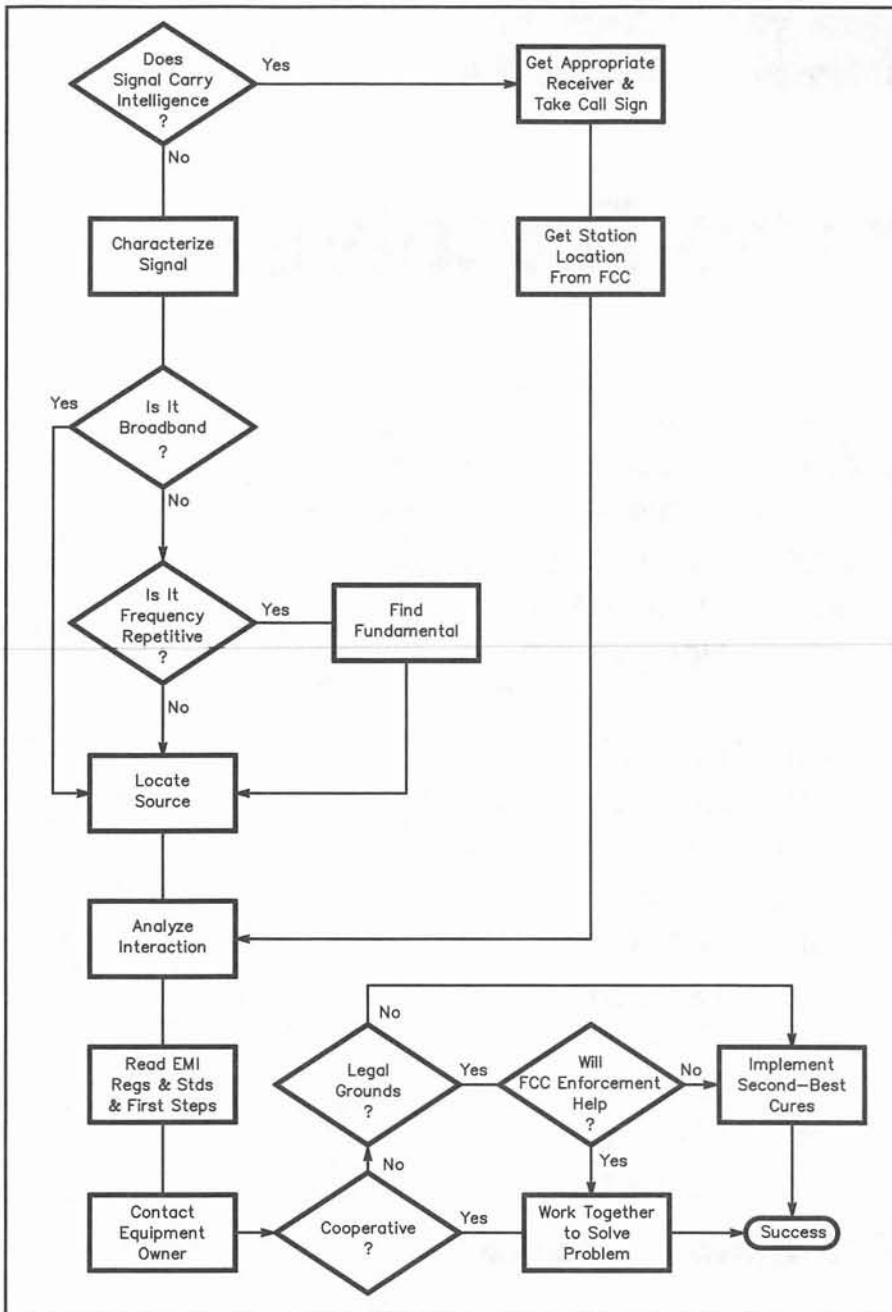 Does
Signal Carry
Intelligence
?
Yes
Get Appropriate
Receiver &
Take Call Sign
No
Characterize
Signal
Get Station
Location
From FCC
Yes
Is It
Broadband
?
No
Is It
Frequency
Repetitive
?
Yes
Find
Fundamental
No
Locate
Source
Analyze
Interaction
No
Read EMI
Regs & Stds
& First Steps
Legal
Grounds
?
Yes
Will
FCC Enforcement
Help
?
No
Implement
Second-Best
Cures
No
Yes
Contact
Equipment
Owner
Cooperative
?
Yes
Work Together
to Solve
Problem
Success